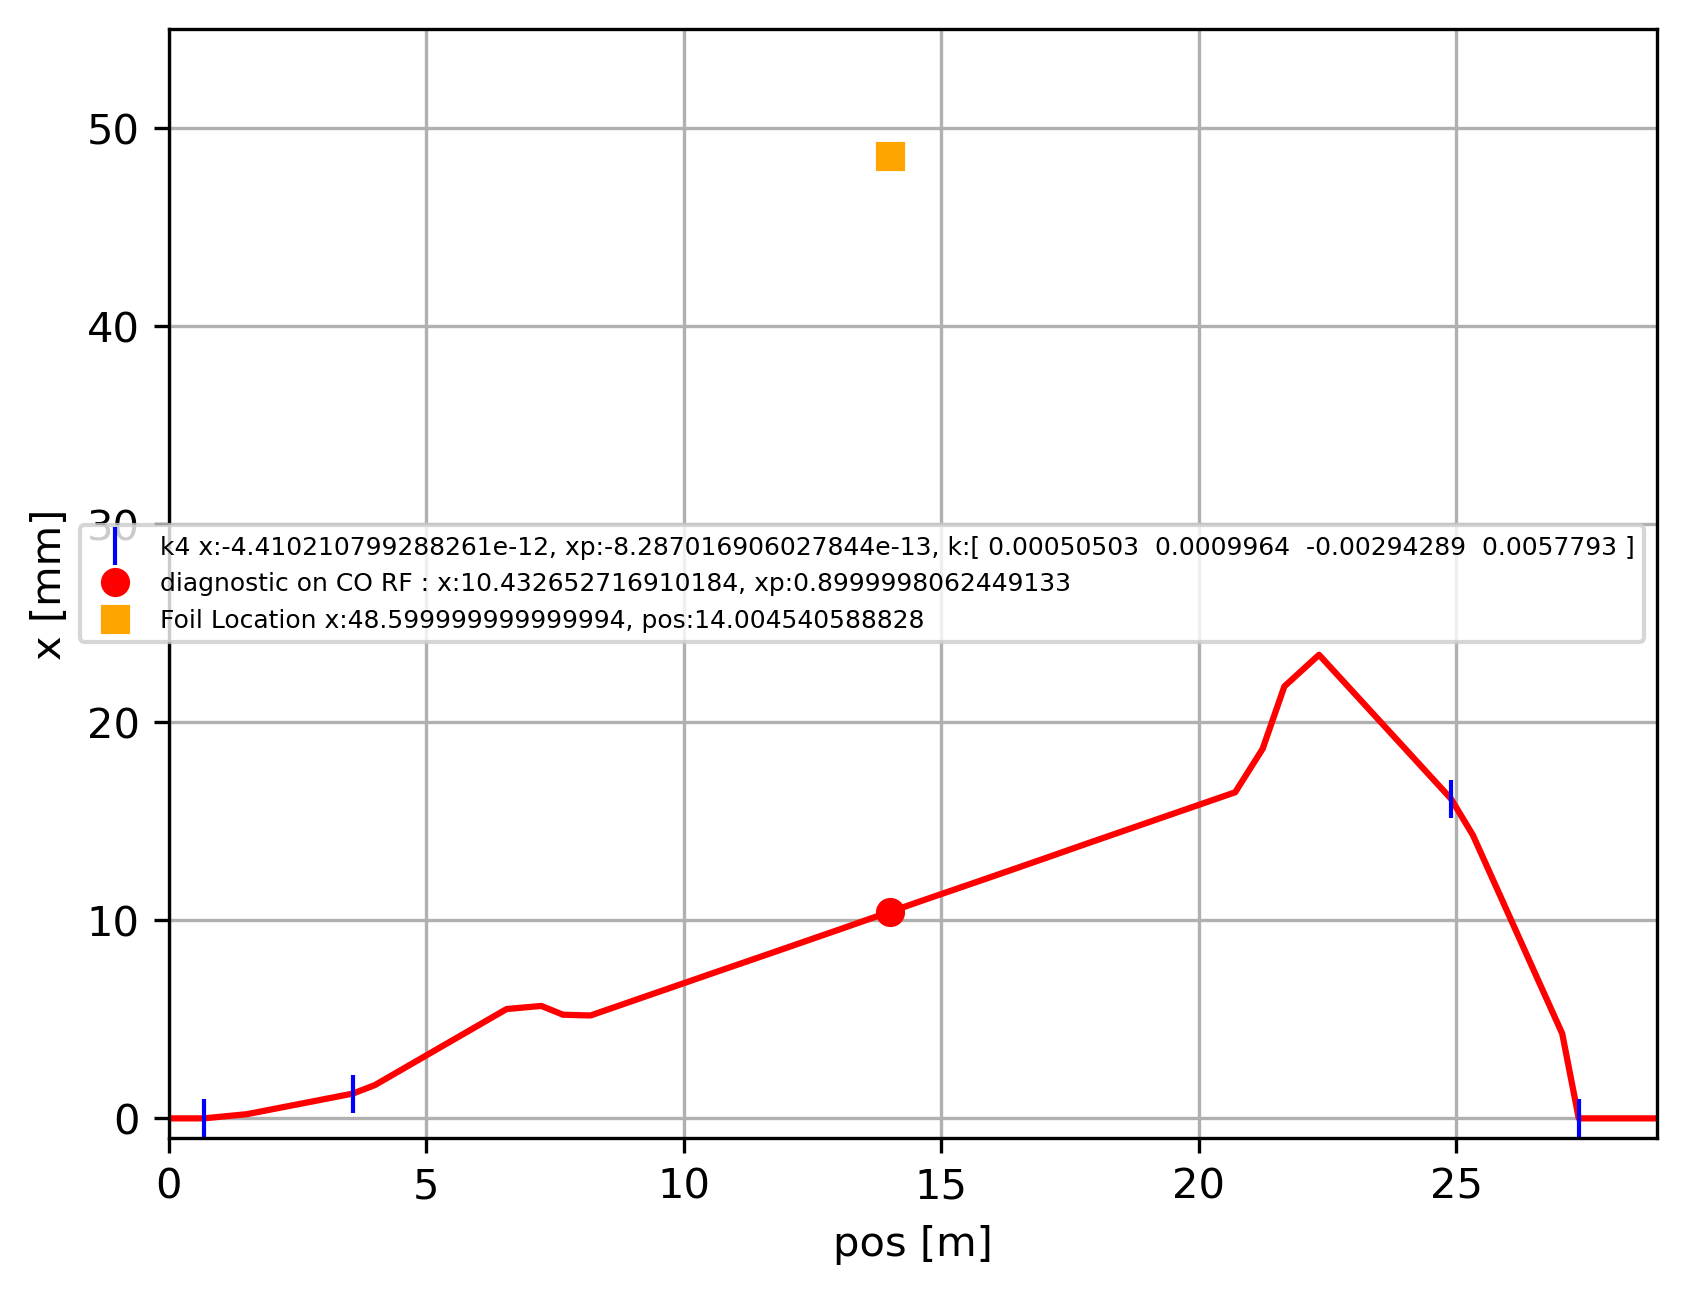 50
40
30
k4 x:-4.410210799288261e-12, xp:-8.287016906027844e-13, k:[ 0.00050503  0.0009964  -0.00294289  0.0057793 ]
diagnostic on CO RF : x:10.432652716910184, xp:0.8999998062449133
Foil Location x:48.599999999999994, pos:14.004540588828
x [mm]
20
10
0
0 5 10 15 20 25
pos [m]